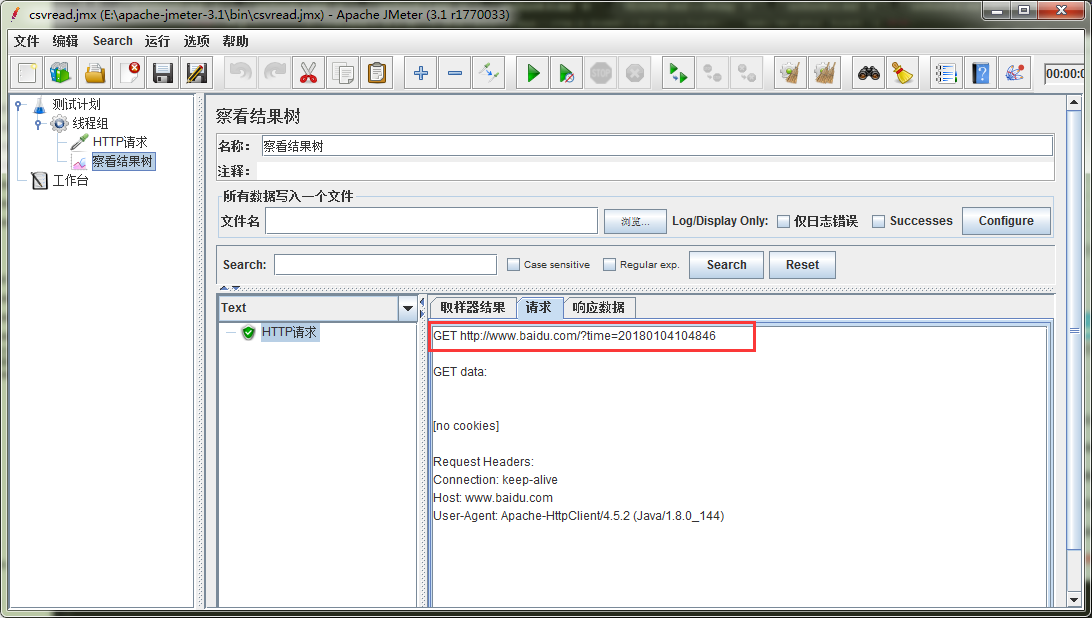 csvread.jmx (E:\apache-jmeter-3.1\bin\csvread.jmx) - Apache JMeter (3.1 r1770033)
文件 编辑 Search 运行 选项 帮助
STOP
00:00:0
测试计划
线程组
HTTP请求
察看结果树
工作台
察看结果树
名称: 察看结果树
注释:
所有数据写入一个文件
文件名 浏览... Log/Display Only: 仅日志错误 Successes Configure
Search: Case sensitive Regular exp. Search Reset
Text
HTTP请求
取样器结果 请求 响应数据
GET http://www.baidu.com/?time=20180104104846
GET data:
[no cookies]
Request Headers:
Connection: keep-alive
Host: www.baidu.com
User-Agent: Apache-HttpClient/4.5.2 (Java/1.8.0_144)